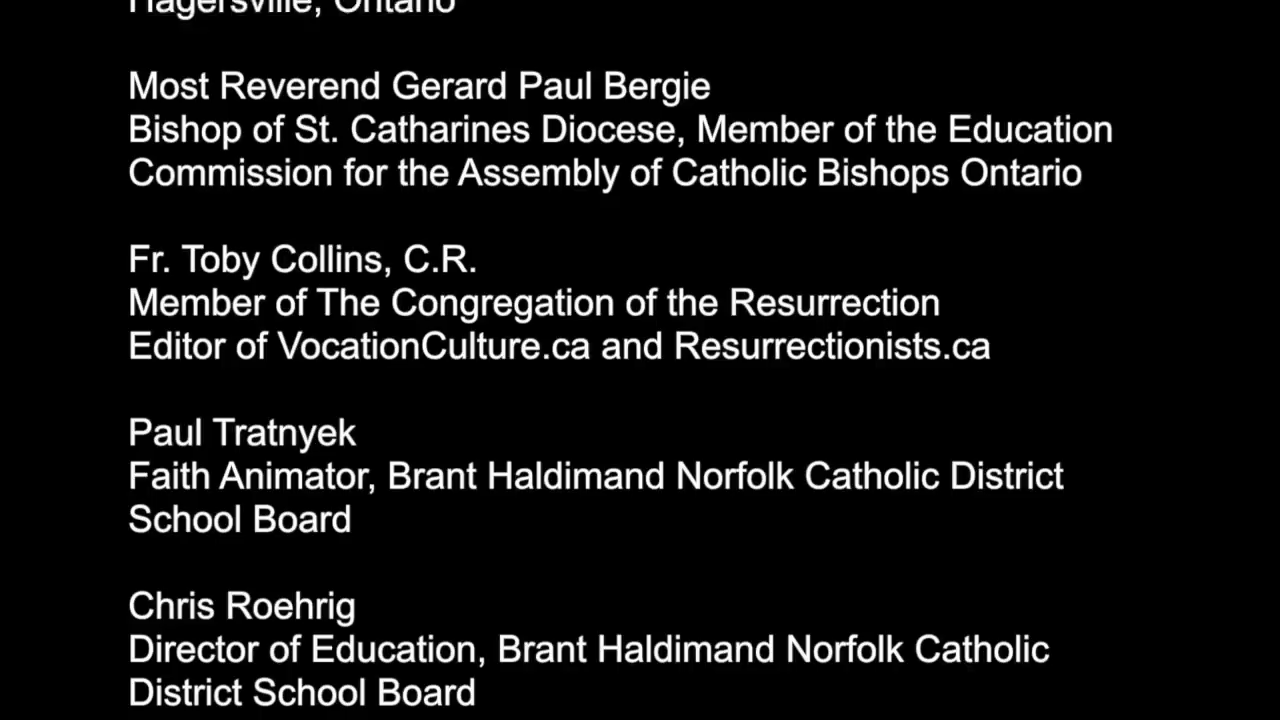 Hagersville, Ontario
Most Reverend Gerard Paul Bergie
Bishop of St. Catharines Diocese, Member of the Education
Commission for the Assembly of Catholic Bishops Ontario
Fr. Toby Collins, C.R.
Member of The Congregation of the Resurrection
Editor of VocationCulture.ca and Resurrectionists.ca
Paul Tratnyek
Faith Animator, Brant Haldimand Norfolk Catholic District
School Board
Chris Roehrig
Director of Education, Brant Haldimand Norfolk Catholic
District School Board